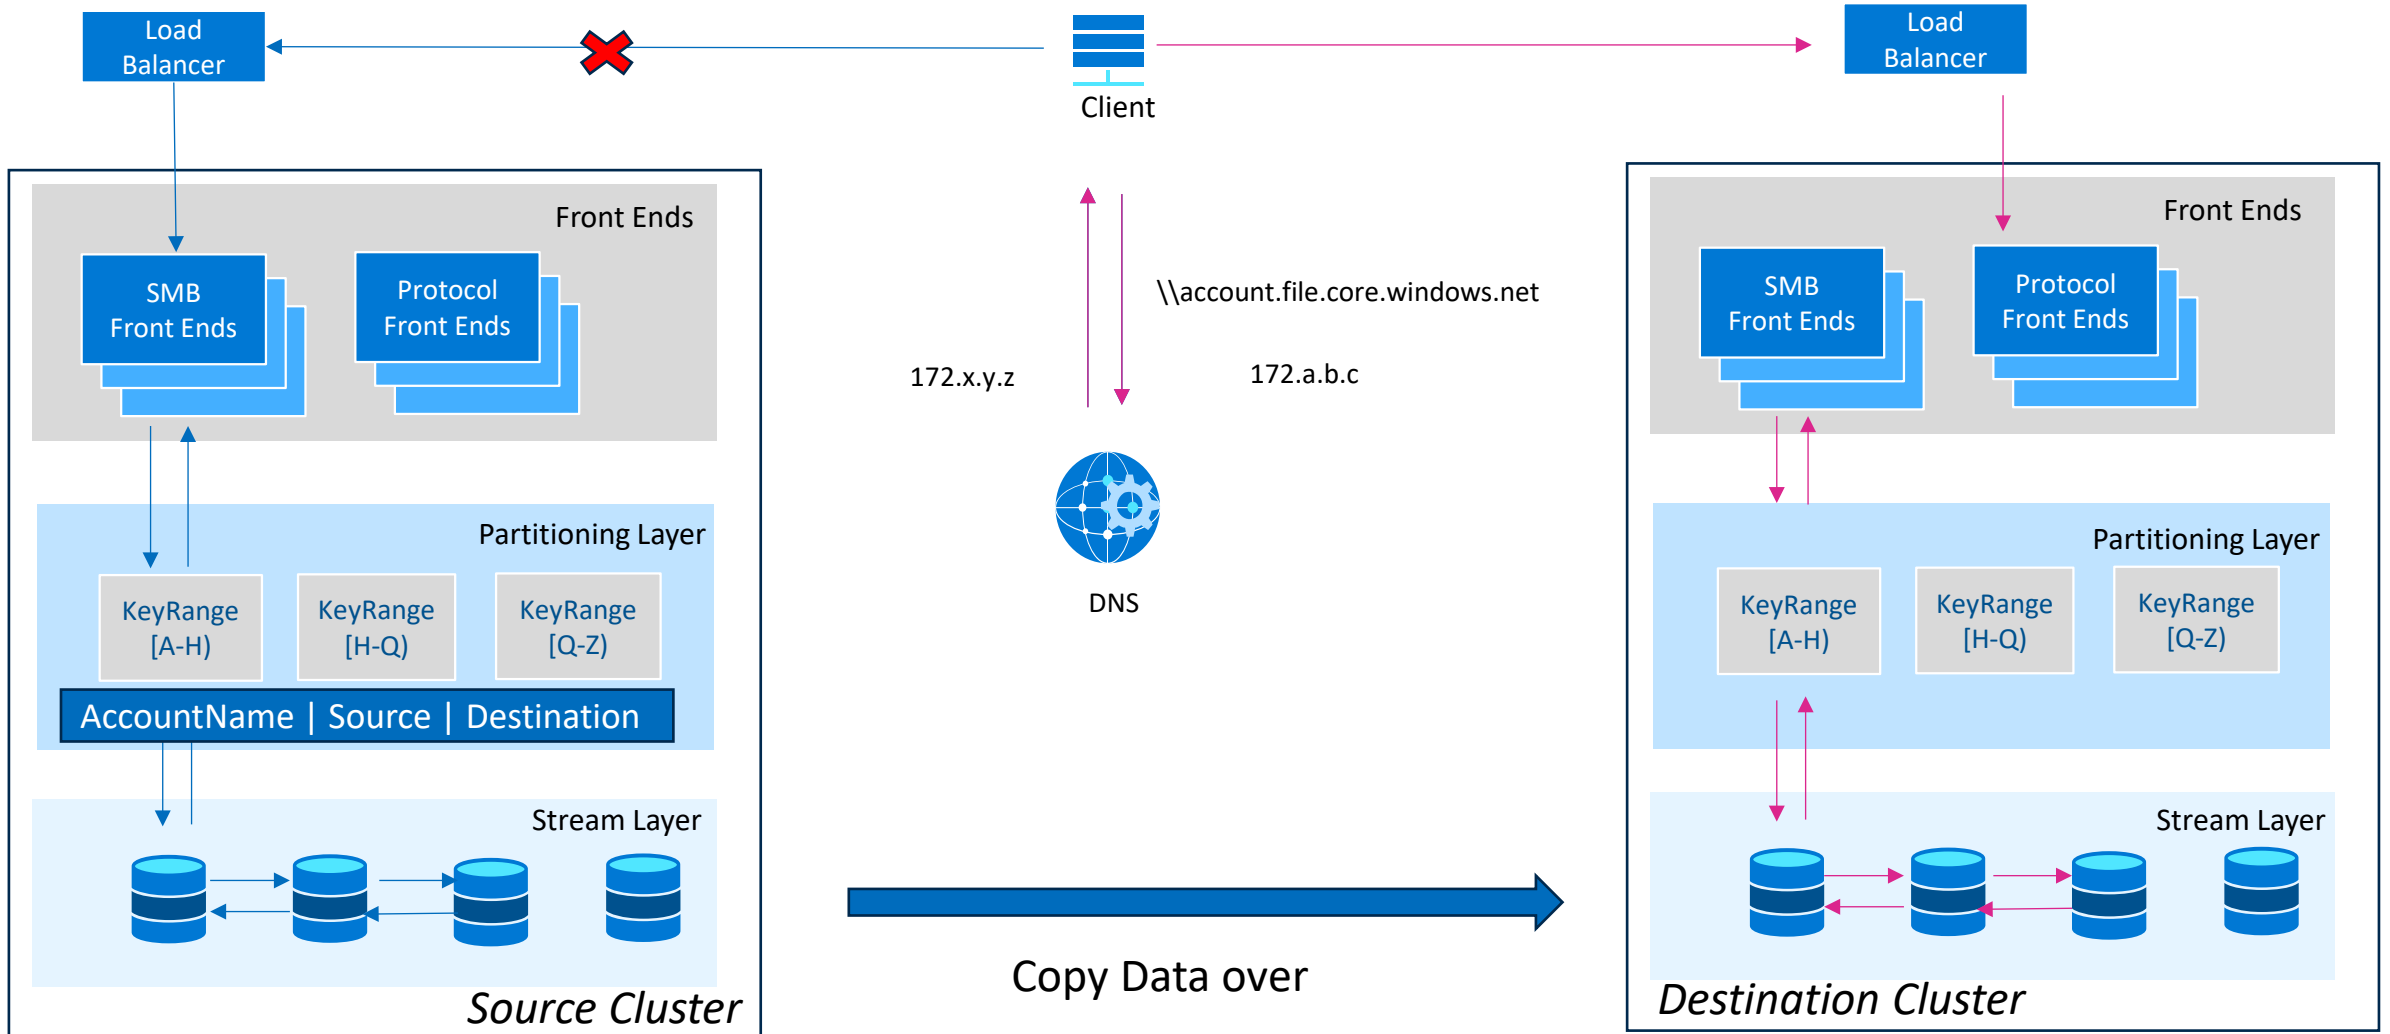 Load
Balancer
Client
Load
Balancer
Front Ends
SMB
Front Ends
Protocol
Front Ends
Partitioning Layer
KeyRange
[A-H)
KeyRange
[H-Q)
KeyRange
[Q-Z)
AccountName | Source | Destination
Stream Layer
Source Cluster
\\account.file.core.windows.net
172.x.y.z
172.a.b.c
DNS
Copy Data over
Front Ends
SMB
Front Ends
Protocol
Front Ends
Partitioning Layer
KeyRange
[A-H)
KeyRange
[H-Q)
KeyRange
[Q-Z)
Stream Layer
Destination Cluster